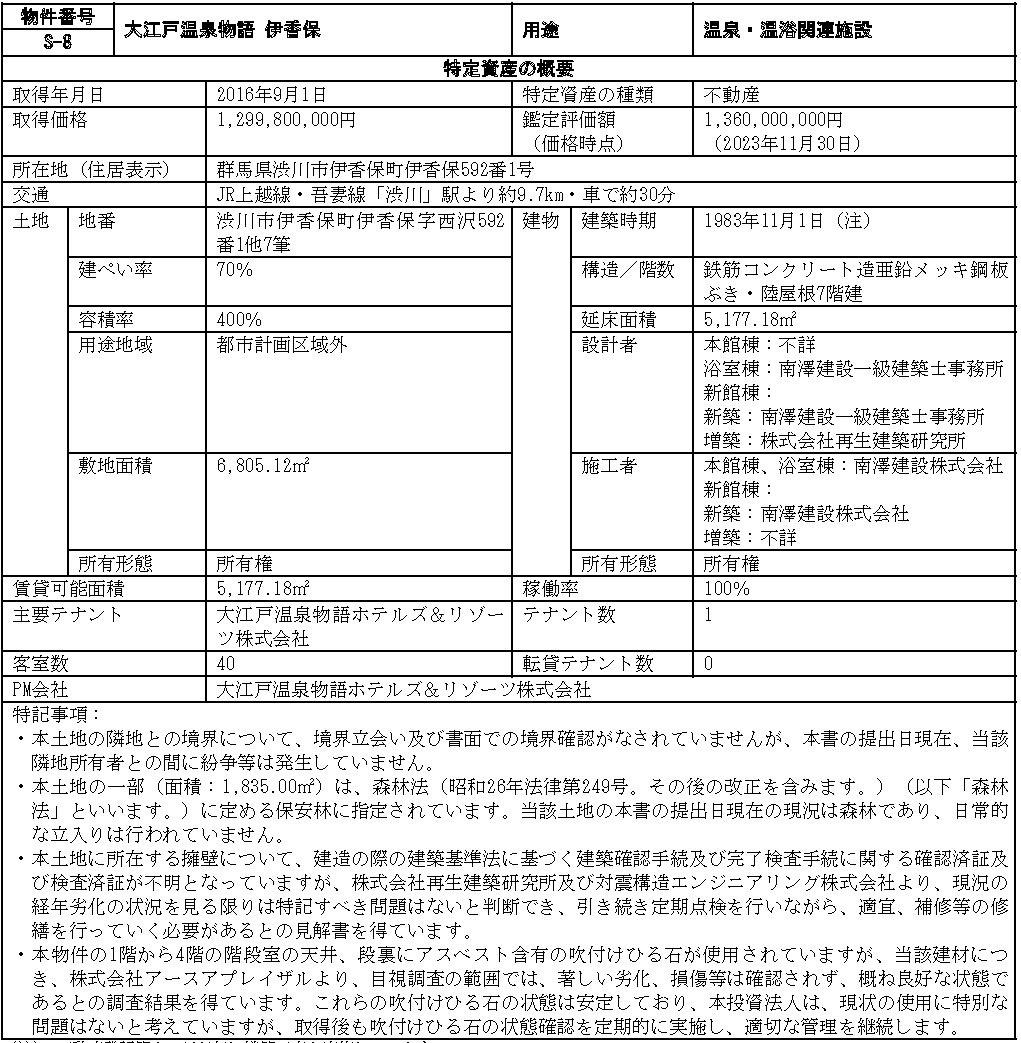 物件番号 大江戸温泉物語 伊香保 用途 温泉・温浴関連施設
S-8
特定資産の概要
取得年月日 2016年9月1日 特定資産の種類 不動産
取得価格 1,299,800,000円 鑑定評価額 1,360,000,000円
（価格時点） （2023年11月30日）
所在地（住居表示） 群馬県渋川市伊香保町伊香保592番1号
交通 JR上越線・吾妻線「渋川」駅より約9.7km・車で約30分
土地 地番 渋川市伊香保町伊香保字西沢592 建物 建築時期 1983年11月1日（注）
番1他7筆
建ぺい率 70% 構造／階数 鉄筋コンクリート造亜鉛メッキ鋼板
ぶき・陸屋根7階建
容積率 400% 延床面積 5,177.18㎡
用途地域 都市計画区域外 設計者 本館棟：不詳
浴室棟：南澤建設一級建築士事務所
新館棟：
新築：南澤建設一級建築士事務所
増築：株式会社再生建築研究所
敷地面積 6,805.12㎡ 施工者 本館棟、浴室棟：南澤建設株式会社
新館棟：
新築：南澤建設株式会社
増築：不詳
所有形態 所有権 所有形態 所有権
賃貸可能面積 5,177.18㎡ 稼働率 100%
主要テナント 大江戸温泉物語ホテルズ＆リゾー テナント数 1
ツ株式会社
客室数 40 転貸テナント数 0
PM会社 大江戸温泉物語ホテルズ＆リゾーツ株式会社
特記事項：
・本土地の隣地との境界について、境界立会い及び書面での境界確認がなされていませんが、本書の提出日現在、当該
隣地所有者との間に紛争等は発生していません。
・本土地の一部（面積：1,835.00㎡）は、森林法（昭和26年法律第249号。その後の改正を含みます。）（以下「森林
法」といいます。）に定める保安林に指定されています。当該土地の本書の提出日現在の現況は森林であり、日常的
な立入りは行われていません。
・本土地に所在する擁壁について、建造の際の建築基準法に基づく建築確認手続及び完了検査手続に関する確認済証及
び検査済証が不明となっていますが、株式会社再生建築研究所及び対震構造エンジニアリング株式会社より、現況の
経年劣化の状況を見る限りは特記すべき問題はないと判断でき、引き続き定期点検を行いながら、適宜、補修等の修
繕を行っていく必要があるとの見解書を得ています。
・本物件の1階から4階の階段室の天井、段裏にアスベスト含有の吹付けひる石が使用されていますが、当該建材につ
き、株式会社アースアプレイザルより、目視調査の範囲では、著しい劣化、損傷等は確認されず、概ね良好な状態で
あるとの調査結果を得ています。これらの吹付けひる石の状態は安定しており、本投資法人は、現状の使用に特別な
問題はないと考えていますが、取得後も吹付けひる石の状態確認を定期的に実施し、適切な管理を継続します。